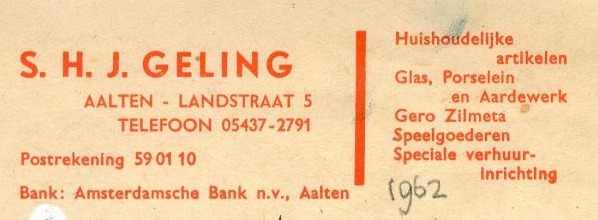 S. H. J. GELING
AALTEN - LANDSTRAAT 5
TELEFOON 05437-2791
Postrekening 59 01 10
Bank: Amsterdamsche Bank n.v., Aalten
Huishoudelijke
artikelen
Glas, Porselein
en Aardewerk
Gero Zilmeta
Speelgoederen
Speciale verhuur-
inrichting
1962